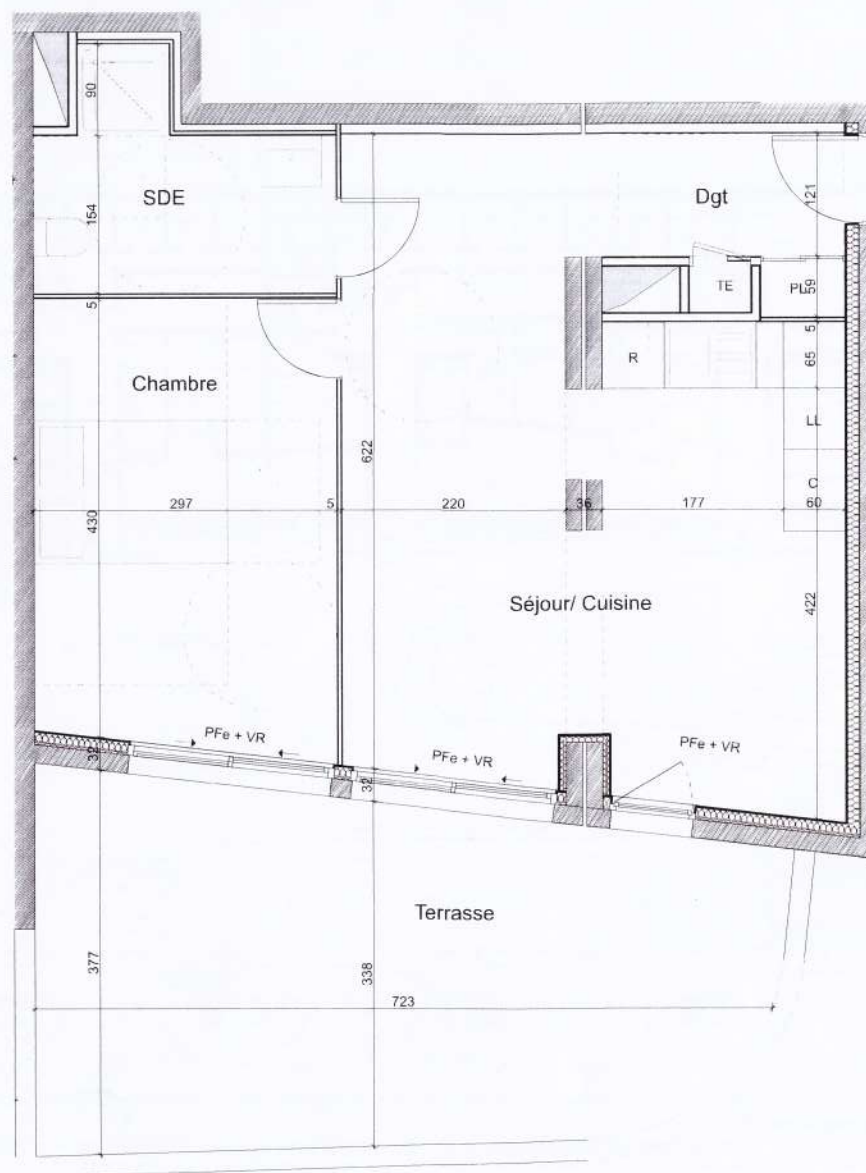 90
SDE
154
Dgt
121
TE
PL
59
5
5
R
65
Chambre
LL
622
C
297
5
220
36
177
60
430
Séjour/ Cuisine
422
PFe + VR
PFe + VR
PFe + VR
32
32
Terrasse
377
338
723